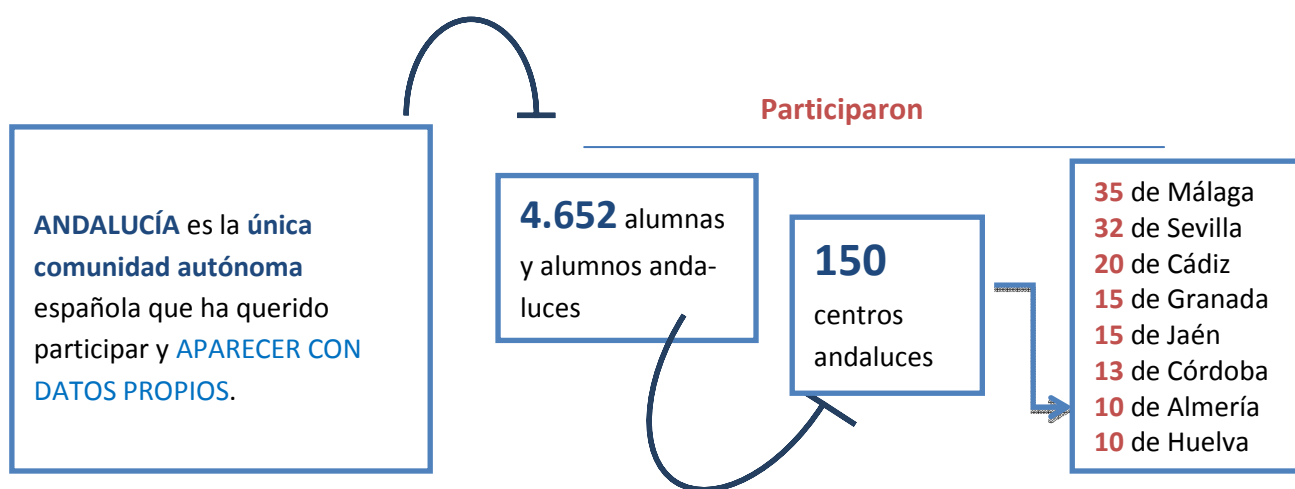 Participaron
ANDALUCÍA es la única
comunidad autónoma
española que ha querido
participar y APARECER CON
DATOS PROPIOS.
4.652 alumnas
y alumnos anda-
luces
150
centros
andaluces
35 de Málaga
32 de Sevilla
20 de Cádiz
15 de Granada
15 de Jaén
13 de Córdoba
10 de Almería
10 de Huelva